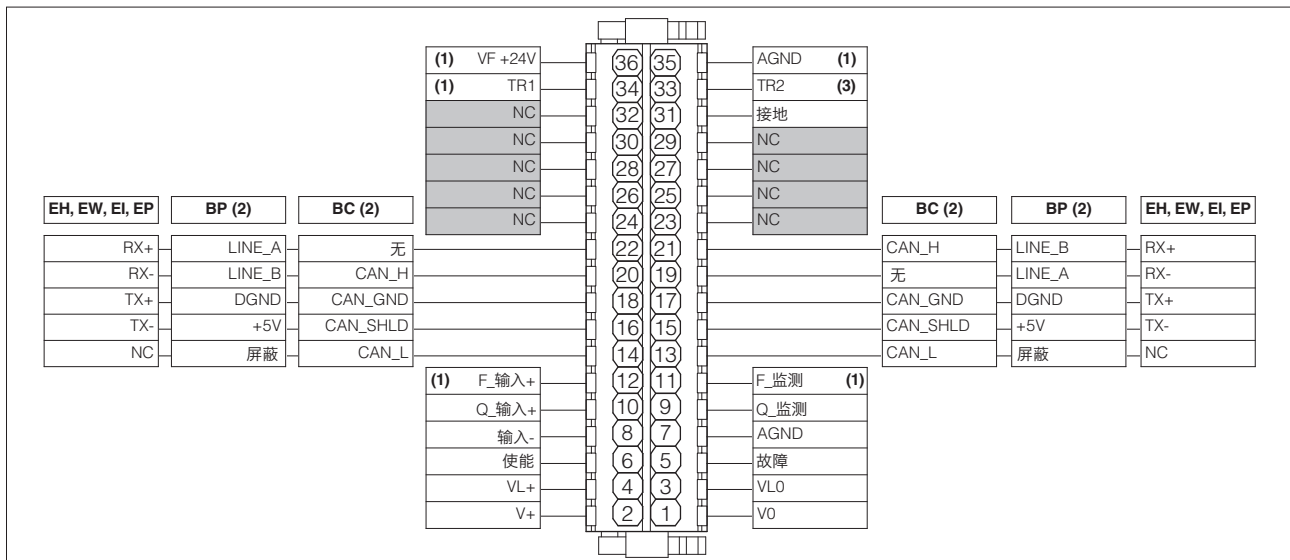 (1) VF +24V 36 35 AGND (1)
(1) TR1 34 33 TR2 (3)
NC 32 31 接地
NC 30 29 NC
NC 28 27 NC
NC 26 25 NC
NC 24 23 NC
EH, EW, EI, EP BP (2) BC (2) BC (2) BP (2) EH, EW, EI, EP
RX+ LINE_A 无 22 21 CAN_H LINE_B RX+
RX- LINE_B CAN_H 20 19 无 LINE_A RX-
TX+ DGND CAN_GND 18 17 CAN_GND DGND TX+
TX- +5V CAN_SHLD 16 15 CAN_SHLD +5V TX-
NC 屏蔽 CAN_L 14 13 CAN_L 屏蔽 NC
(1) F_输入+ 12 11 F_监测 (1)
Q_输入+ 10 9 Q_监测
输入- 8 7 AGND
使能 6 5 故障
VL+ 4 3 VL0
V+ 2 1 V0